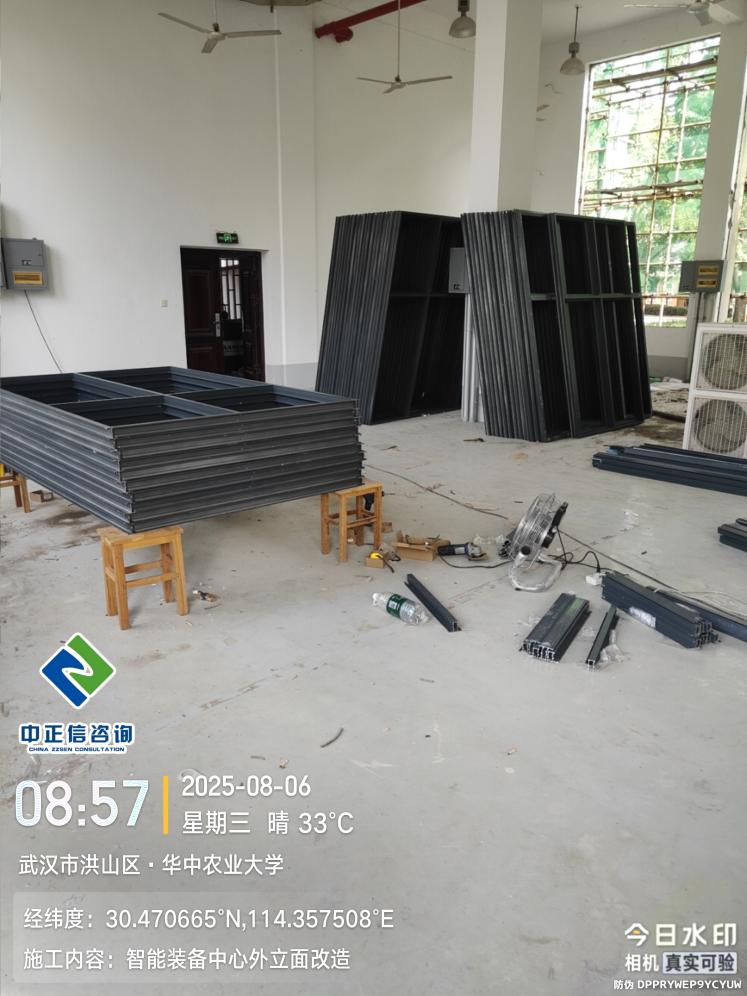 中正信咨询
CHINA ZZSEN CONSULTATION
08:57
2025-08-06
星期三 晴 33°C
武汉市洪山区·华中农业大学
经纬度：30.470665°N,114.357508°E
施工内容：智能装备中心外立面改造
今日水印
相机 真实可验
防伪 DPPRYWEP9YCYUW